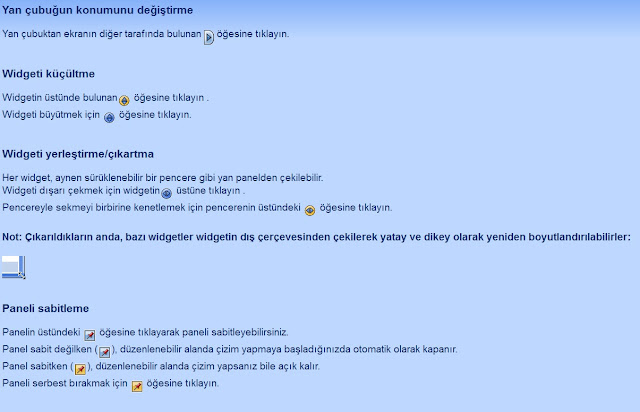 Yan çubuğun konumunu değiştirme
Yan çubuktan ekranın diğer tarafında bulunan öğesine tıklayın.
Widgeti küçültme
Widgetin üstünde bulunan öğesine tıklayın .
Widgeti büyütmek için öğesine tıklayın.
Widgeti yerleştirme/çıkartma
Her widget, aynen sürüklenebilir bir pencere gibi yan panelden çekilebilir.
Widgeti dışarı çekmek için widgetin üstüne tıklayın .
Pencereyle sekmeyi birbirine kenetlemek için pencerenin üstündeki öğesine tıklayın.
Not: Çıkarıldıkların anda, bazı widgetler widgetin dış çerçevesinden çekilerek yatay ve dikey olarak yeniden boyutlandırılabilirler:
Paneli sabitleme
Panelin üstündeki öğesine tıklayarak paneli sabitleyebilirsiniz.
Panel sabit değilken ( ), düzenlenebilir alanda çizim yapmaya başladığınızda otomatik olarak kapanır.
Panel sabitken ( ), düzenlenebilir alanda çizim yapsanız bile açık kalır.
Paneli serbest bırakmak için öğesine tıklayın.